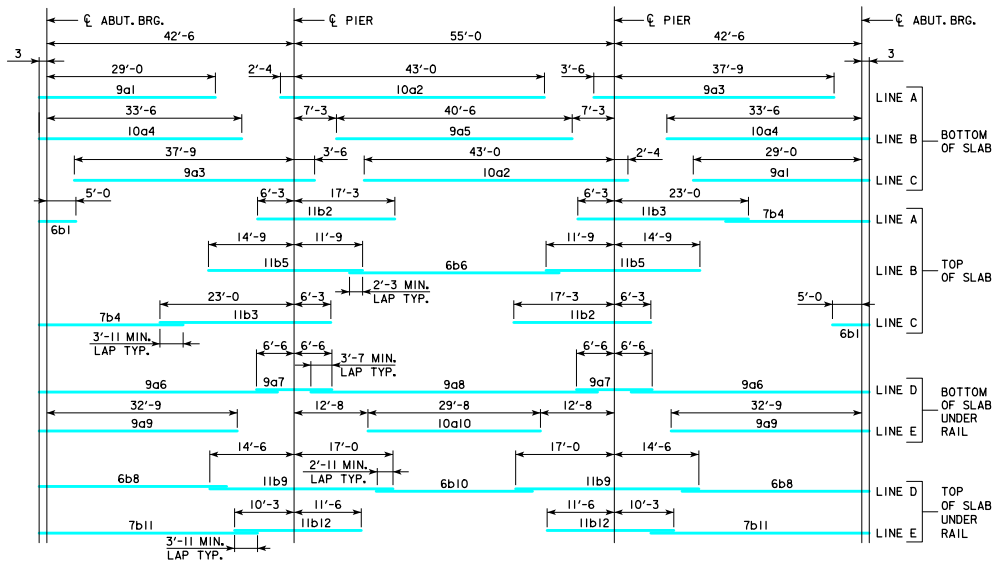 ℄ ABUT. BRG.
℄ PIER
℄ PIER
℄ ABUT. BRG.
42'-6
55'-0
42'-6
3
3
29'-0
2'-4
43'-0
3'-6
37'-9
9a1
10a2
9a3
LINE A
33'-6
7'-3
40'-6
7'-3
33'-6
10a4
9a5
10a4
LINE B
BOTTOM
OF SLAB
37'-9
3'-6
43'-0
2'-4
29'-0
9a3
10a2
9a1
LINE C
5'-0
6'-3
17'-3
6'-3
23'-0
6b1
11b2
11b3
7b4
LINE A
14'-9
11'-9
11'-9
14'-9
11b5
6b6
11b5
LINE B
TOP
OF SLAB
2'-3 MIN.
LAP TYP.
23'-0
6'-3
17'-3
6'-3
5'-0
7b4
11b3
11b2
6b1
LINE C
3'-11 MIN.
LAP TYP.
6'-6
6'-6
3'-7 MIN.
LAP TYP.
6'-6
6'-6
9a6
9a7
9a8
9a7
9a6
LINE D
32'-9
12'-8
29'-8
12'-8
32'-9
9a9
10a10
9a9
LINE E
BOTTOM
OF SLAB
UNDER
RAIL
14'-6
17'-0
2'-11 MIN.
LAP TYP.
17'-0
14'-6
6b8
11b9
6b10
11b9
6b8
LINE D
10'-3
11'-6
11'-6
10'-3
7b11
11b12
11b12
7b11
LINE E
TOP
OF SLAB
UNDER
RAIL
3'-11 MIN.
LAP TYP.